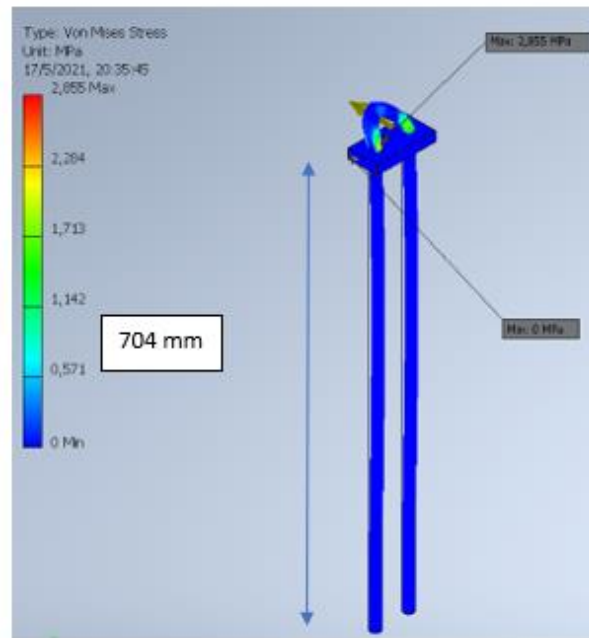 Type: Von Mises Stress
Unit: MPa
17/5/2021, 20:35:45
2,855 Max
2,284
1,713
1,142
0,571
0 Min
Max: 2,855 MPa
Max: 0 MPa
704 mm